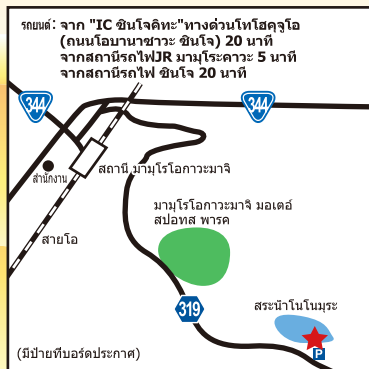 รถยนต์: จาก "IC ชินโจคิทะ"ทางด่วนโทโฮคุจูโอ
(ถนนโอบานาซาวะ ชินโจ) 20 นาที
จากสถานีรถไฟJR มามุโรคาวะ 5 นาที
จากสถานีรถไฟ ชินโจ 20 นาที
344
344
สำนักงาน
สถานี มามุโรโอกาวะมาจิ
มามุโรโอกาวะมาจิ มอเตอ์
สปอทส พารค
สายโอ
319
สระน้ำโนโนมุระ
P
(มีป้ายที่บอร์ดประกาศ)